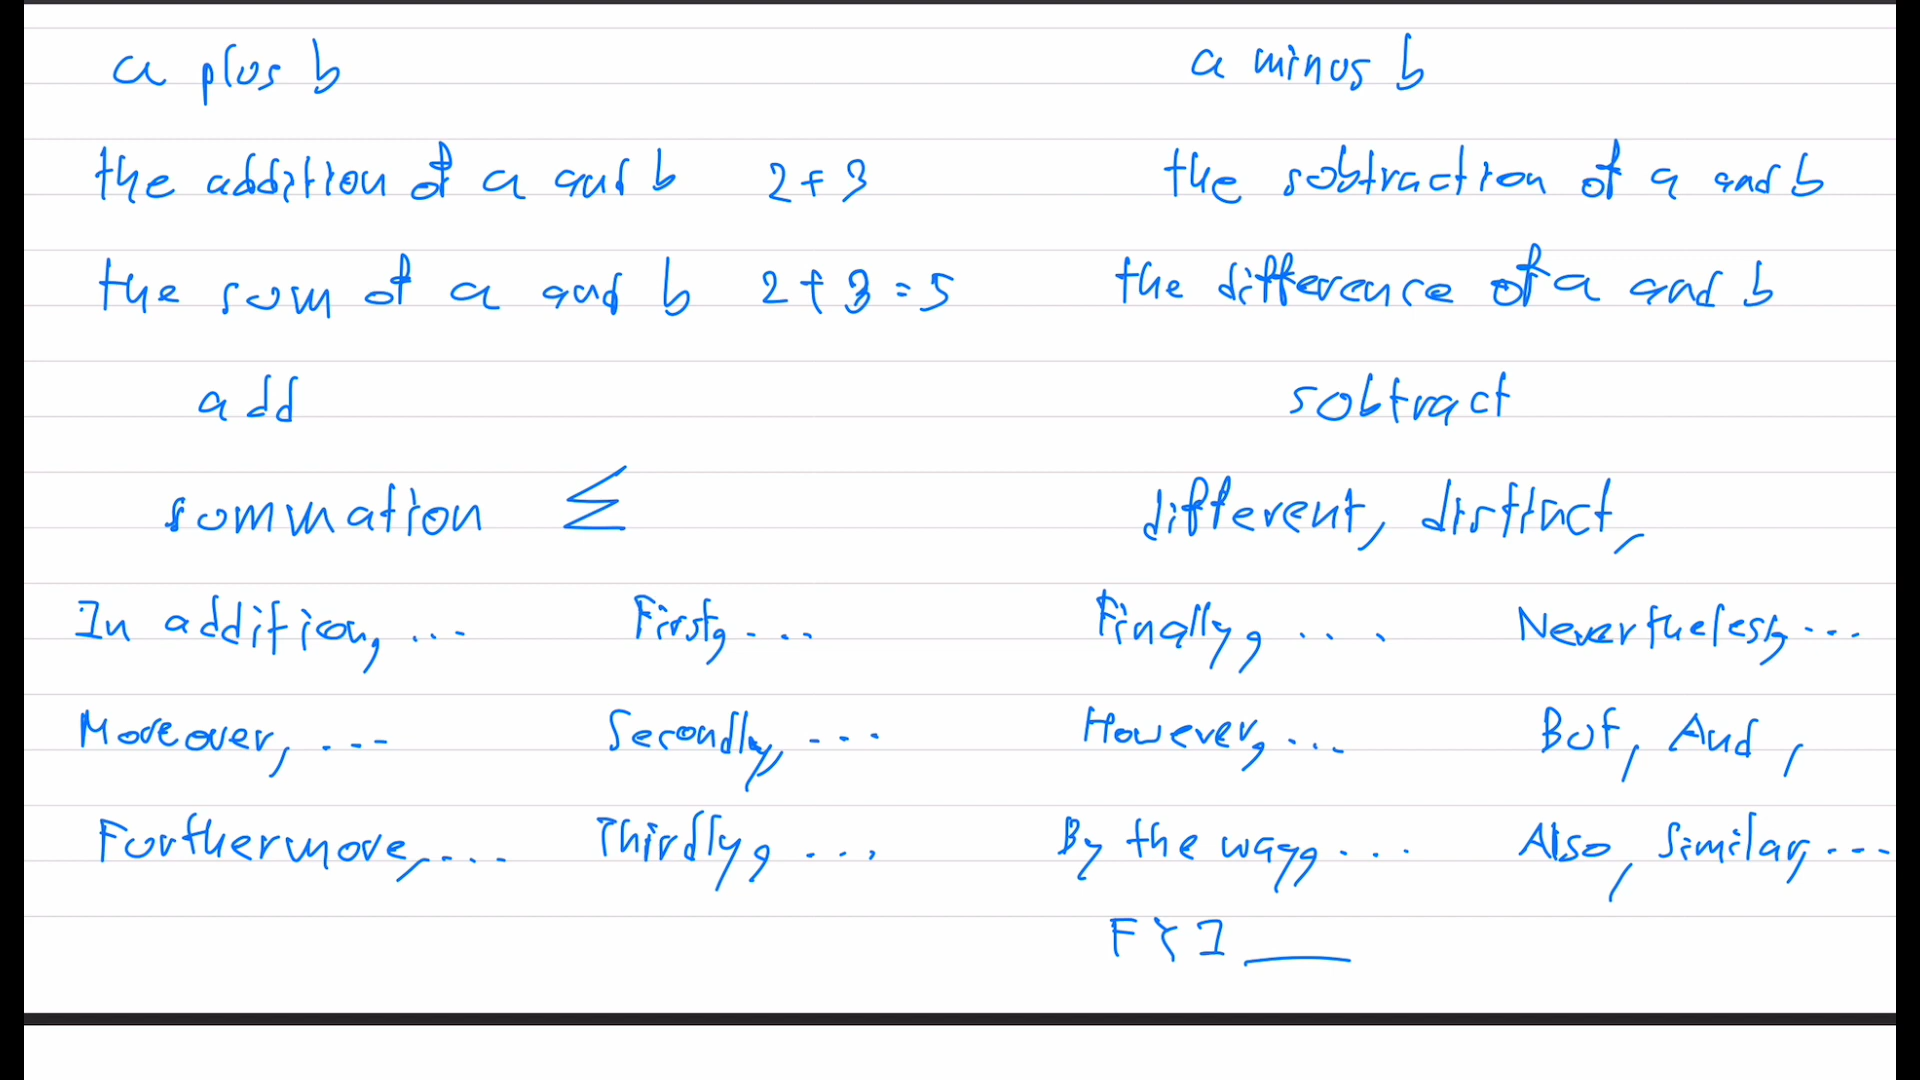 a plus b a minus b
the addition of a and b 2+3 the subtraction of a and b
the sum of a and b 2+3=5 the difference of a and b
add subtract
summation Σ different, distinct,
In addition, ... First, ... Finally, ... Nevertheless, ...
Moreover, ... Secondly, ... However, ... But, And,
Furthermore, ... Thirdly, ... By the way, ... Also, Similar, ...
FYI ___